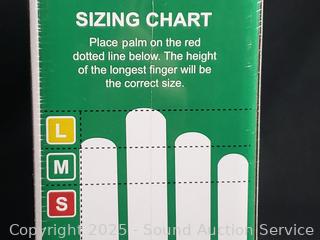 SIZING CHART
Place palm on the red
dotted line below. The height
of the longest finger will be
the correct size.
L
M
S
Copyright 2025 - Sound Auction Service